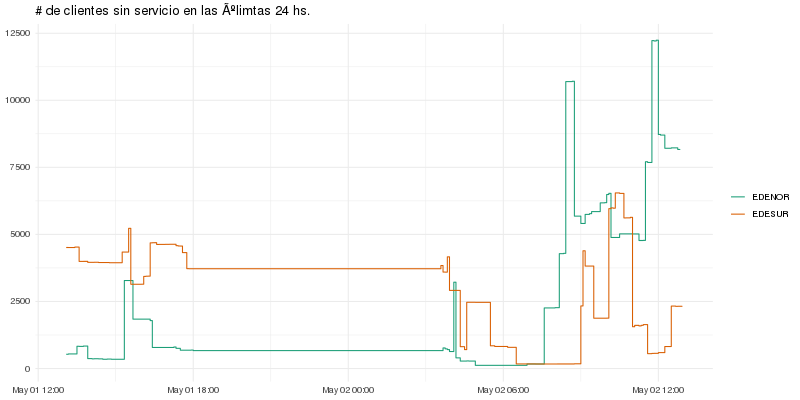 # de clientes sin servicio en las Ãºlimtas 24 hs.
12500
10000
7500
5000
2500
0
May 01 12:00
May 01 18:00
May 02 00:00
May 02 06:00
May 02 12:00
EDENOR
EDESUR